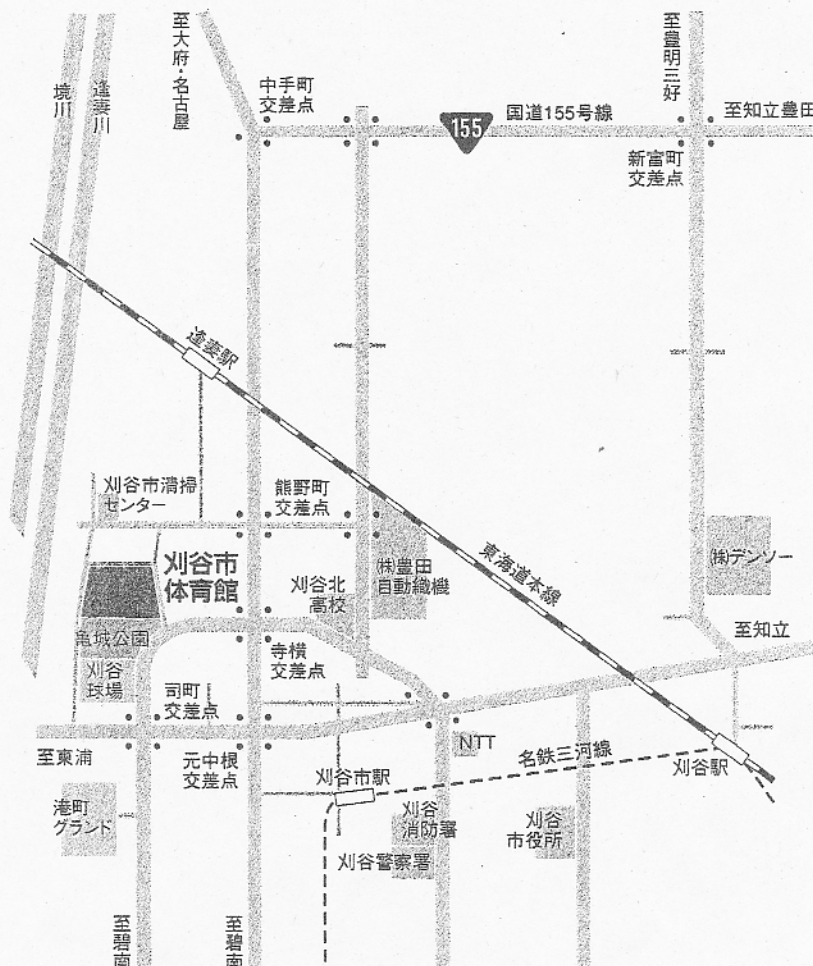 至大府・名古屋
至豊明三好
境川
逢妻川
中手町
交差点
155
国道155号線
至知立豊田
新富町
交差点
逢妻駅
刈谷市清掃
センター
熊野町
交差点
刈谷市
体育館
刈谷北
高校
(株)豊田
自動織機
東海道本線
(株)デンソー
亀城公園
刈谷
球場
寺横
交差点
至知立
司町
交差点
至東浦
元中根
交差点
NTT
名鉄三河線
刈谷駅
刈谷市駅
港町
グランド
刈谷
消防署
刈谷
市役所
刈谷警察署
至碧南
至碧南